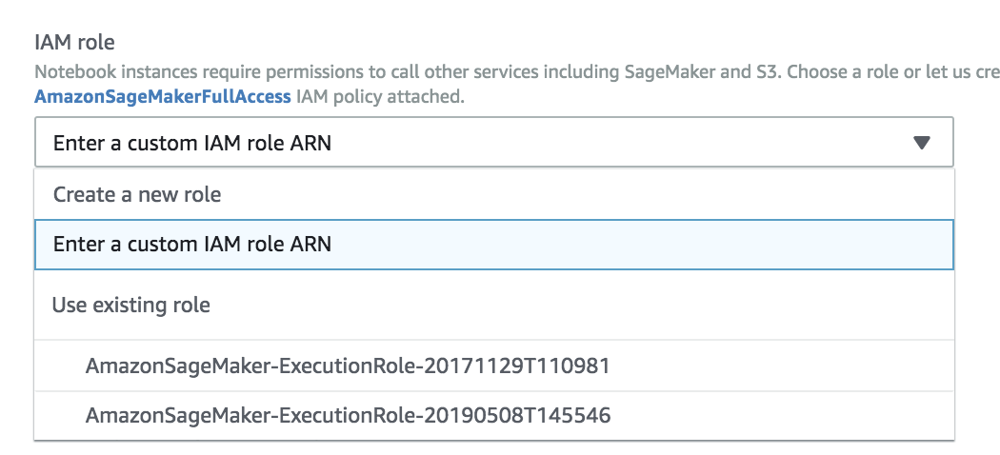 IAM role
Notebook instances require permissions to call other services including SageMaker and S3. Choose a role or let us cre
AmazonSageMakerFullAccess IAM policy attached.
Enter a custom IAM role ARN
Create a new role
Enter a custom IAM role ARN
Use existing role
AmazonSageMaker-ExecutionRole-20171129T110981
AmazonSageMaker-ExecutionRole-20190508T145546